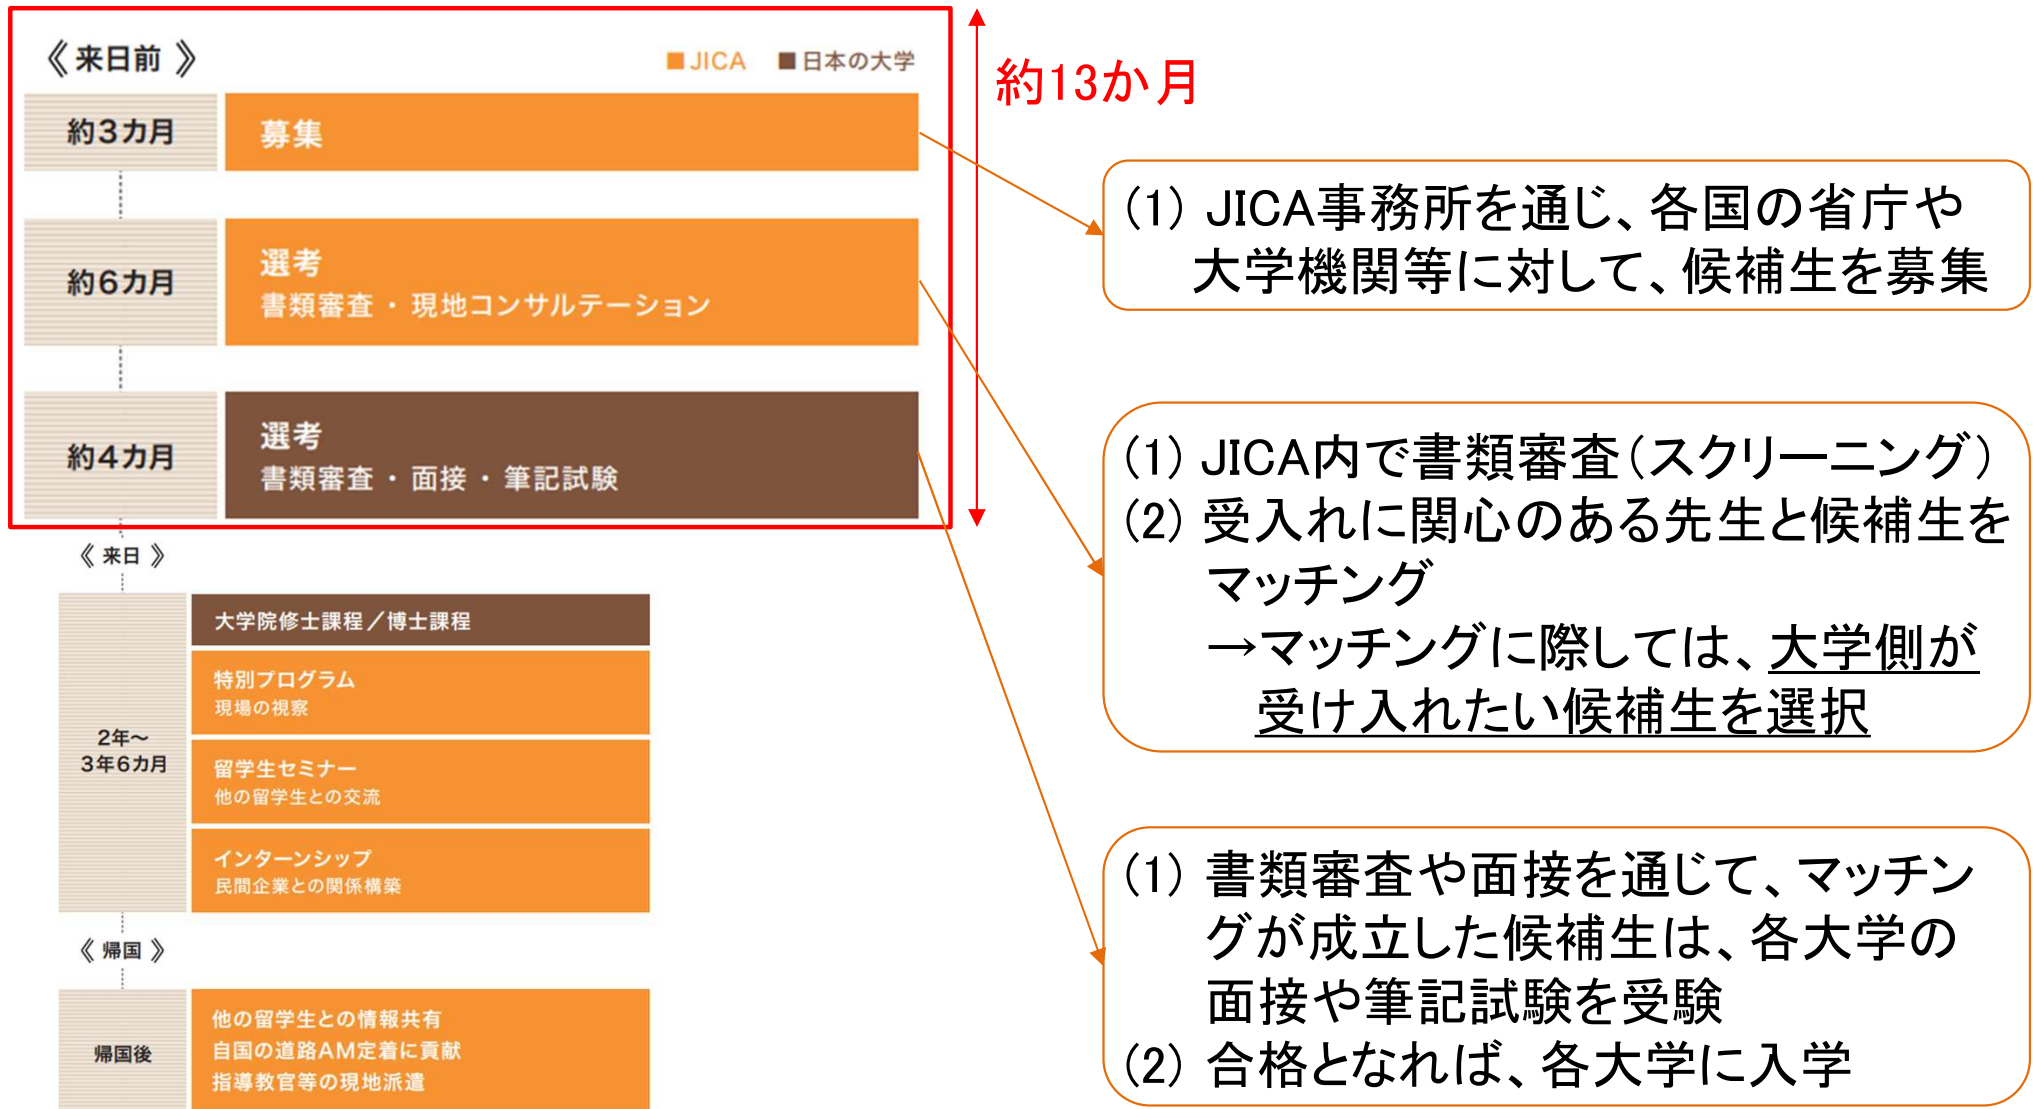 《 来日前 》
■JICA ■日本の大学
約13か月
約3カ月
募集
約6カ月
選考
書類審査 ・ 現地コンサルテーション
約4カ月
選考
書類審査 ・ 面接 ・ 筆記試験
《 来日 》
2年〜
3年6カ月
大学院修士課程／博士課程
特別プログラム
現場の視察
留学生セミナー
他の留学生との交流
インターンシップ
民間企業との関係構築
《 帰国 》
帰国後
他の留学生との情報共有
自国の道路AM定着に貢献
指導教官等の現地派遣
(1) JICA事務所を通じ、各国の省庁や
大学機関等に対して、候補生を募集
(1) JICA内で書類審査（スクリーニング）
(2) 受入れに関心のある先生と候補生を
マッチング
→マッチングに際しては、大学側が
受け入れたい候補生を選択
(1) 書類審査や面接を通じて、マッチン
グが成立した候補生は、各大学の
面接や筆記試験を受験
(2) 合格となれば、各大学に入学